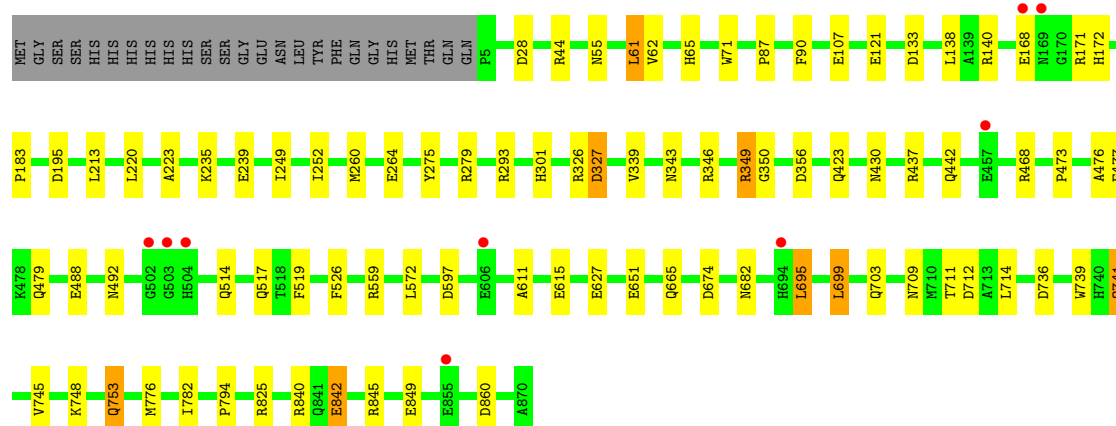 MET GLY SER SER HIS HIS HIS HIS HIS HIS SER SER GLY GLU ASN LEU TYR PHE GLN GLY HIS MET THR GLN GLN P5 D28 R44 N55 L61 V62 H65 W71 P87 F90 E107 E121 D133 L138 A139 R140 E168 N169 G170 R171 H172
P183 D195 L213 L220 A223 K235 E239 I249 I252 M260 E264 Y275 R279 R293 H301 R326 D327 V339 N343 R346 R349 G350 D356 Q423 N430 R437 Q442 E457 R468 P473 A476
K478 Q479 E488 N492 G502 G503 H504 Q514 Q517 T518 F519 F526 R559 L572 D597 E606 A611 E615 E627 E651 Q665 D674 N682 H694 L695 L699 Q703 N709 M710 T711 D712 A713 L714 D736 W739 H740
V745 K748 Q753 M776 I782 P794 R825 R840 Q841 E842 R845 E849 E855 D860 A870